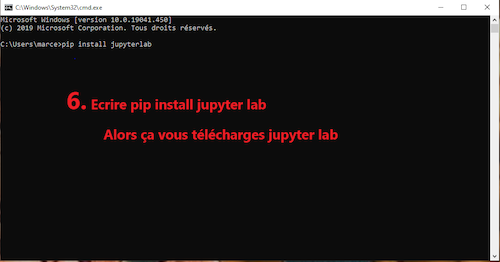 C:\Windows\System32\cmd.exe
Microsoft Windows [version 10.0.19041.450]
(c) 2019 Microsoft Corporation. Tous droits réservés.
C:\Users\marce>pip install jupyterlab
6. Ecrire pip install jupyter lab
Alors ça vous télécharges jupyter lab